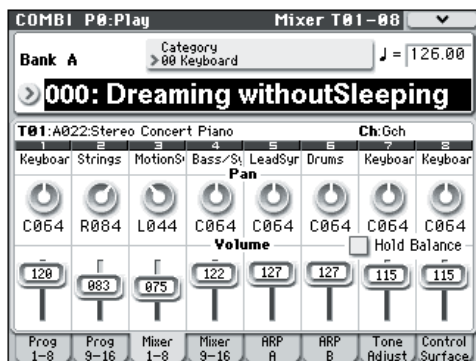 COMBI P0:Play Mixer T01-08
Category
Bank A 00 Keyboard ♩= 126.00
000: Dreaming withoutSleeping
T01:A022:Stereo Concert Piano Ch:Gch
1 2 3 4 5 6 7 8
Keyboar Strings MotionS Bass/Sy LeadSyr Drums Keyboar Keyboar
Pan
C064 R084 L044 C064 C064 C064 C064 C064
Volume Hold Balance
120 083 075 122 127 127 115 115
Prog 1-8 Prog 9-16 Mixer 1-8 Mixer 9-16 ARP A ARP B Tone Adjust Control Surface